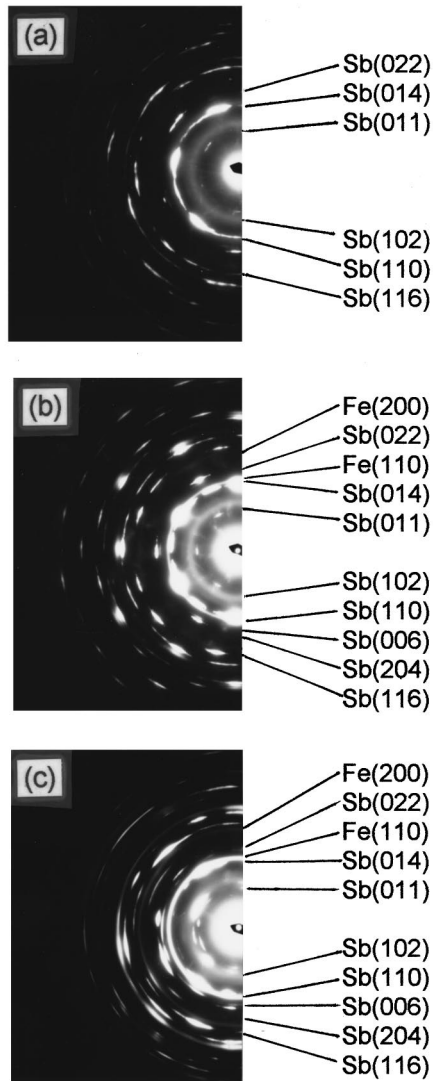 (a)
Sb(022)
Sb(014)
Sb(011)
Sb(102)
Sb(110)
Sb(116)
(b)
Fe(200)
Sb(022)
Fe(110)
Sb(014)
Sb(011)
Sb(102)
Sb(110)
Sb(006)
Sb(204)
Sb(116)
(c)
Fe(200)
Sb(022)
Fe(110)
Sb(014)
Sb(011)
Sb(102)
Sb(110)
Sb(006)
Sb(204)
Sb(116)